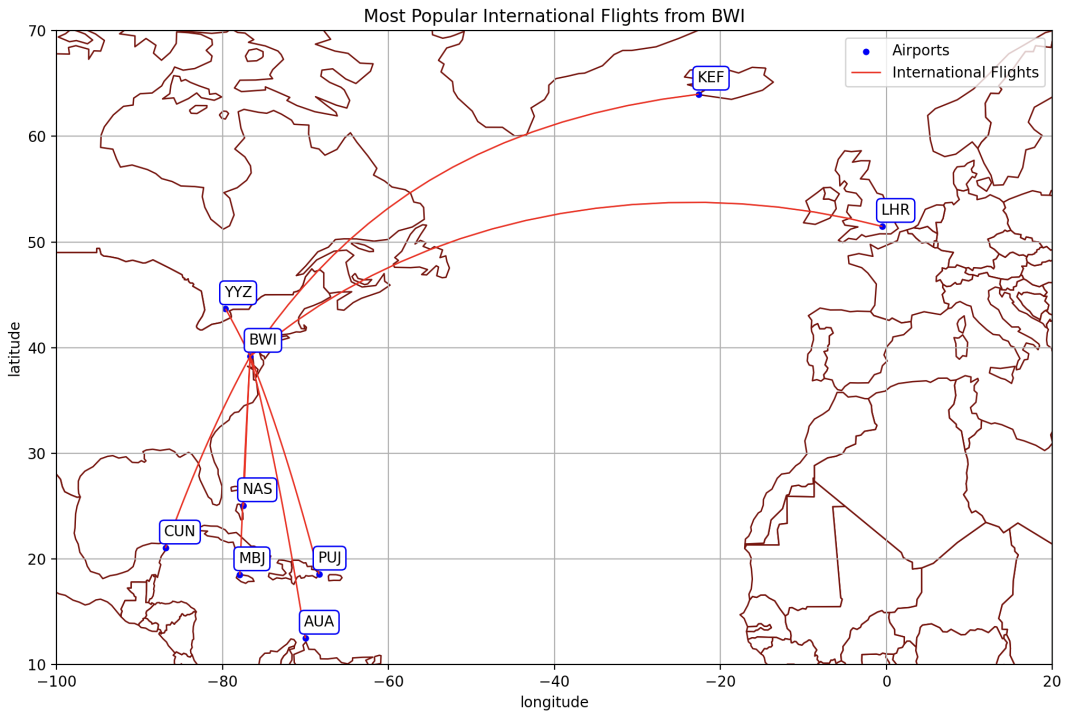 Most Popular International Flights from BWI
Airports
International Flights
KEF
LHR
YYZ
BWI
NAS
CUN
MBJ
PUJ
AUA
70
60
50
40
30
20
10
latitude
−100
−80
−60
−40
−20
0
20
longitude